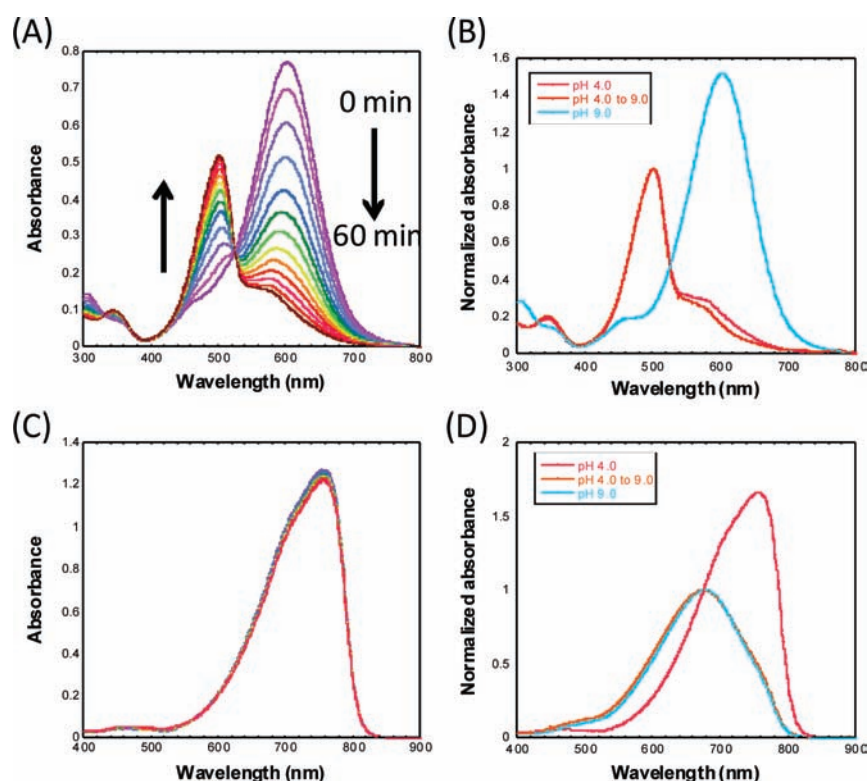 (A)
0.8
0.7
0.6
0.5
0.4
0.3
0.2
0.1
0
300 400 500 600 700 800
Absorbance
Wavelength (nm)
0 min
60 min
(B)
1.6
1.4
1.2
1
0.8
0.6
0.4
0.2
0
300 400 500 600 700 800
Normalized absorbance
Wavelength (nm)
pH 4.0
pH 4.0 to 9.0
pH 9.0
(C)
1.4
1.2
1
0.8
0.6
0.4
0.2
0
400 500 600 700 800 900
Absorbance
Wavelength (nm)
(D)
2
1.5
1
0.5
0
400 500 600 700 800 900
Normalized absorbance
Wavelength (nm)
pH 4.0
pH 4.0 to 9.0
pH 9.0